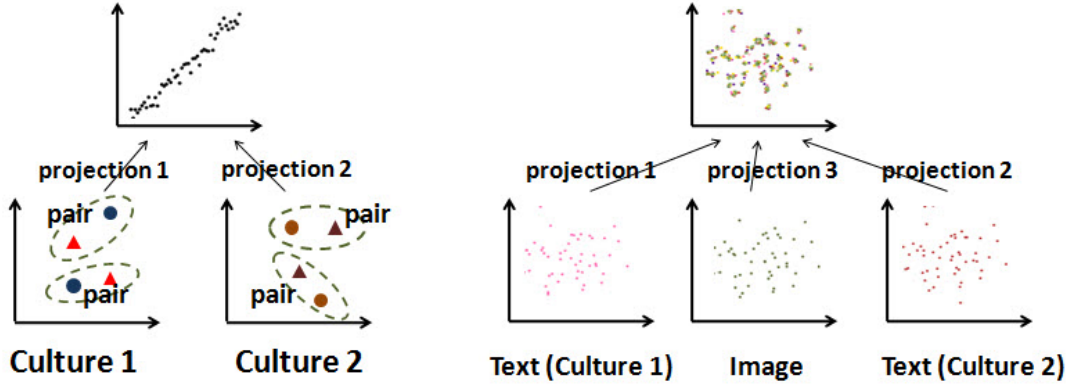 projection 1
projection 2
pair
pair
pair
pair
Culture 1
Culture 2
projection 1
projection 3
projection 2
Text (Culture 1)
Image
Text (Culture 2)